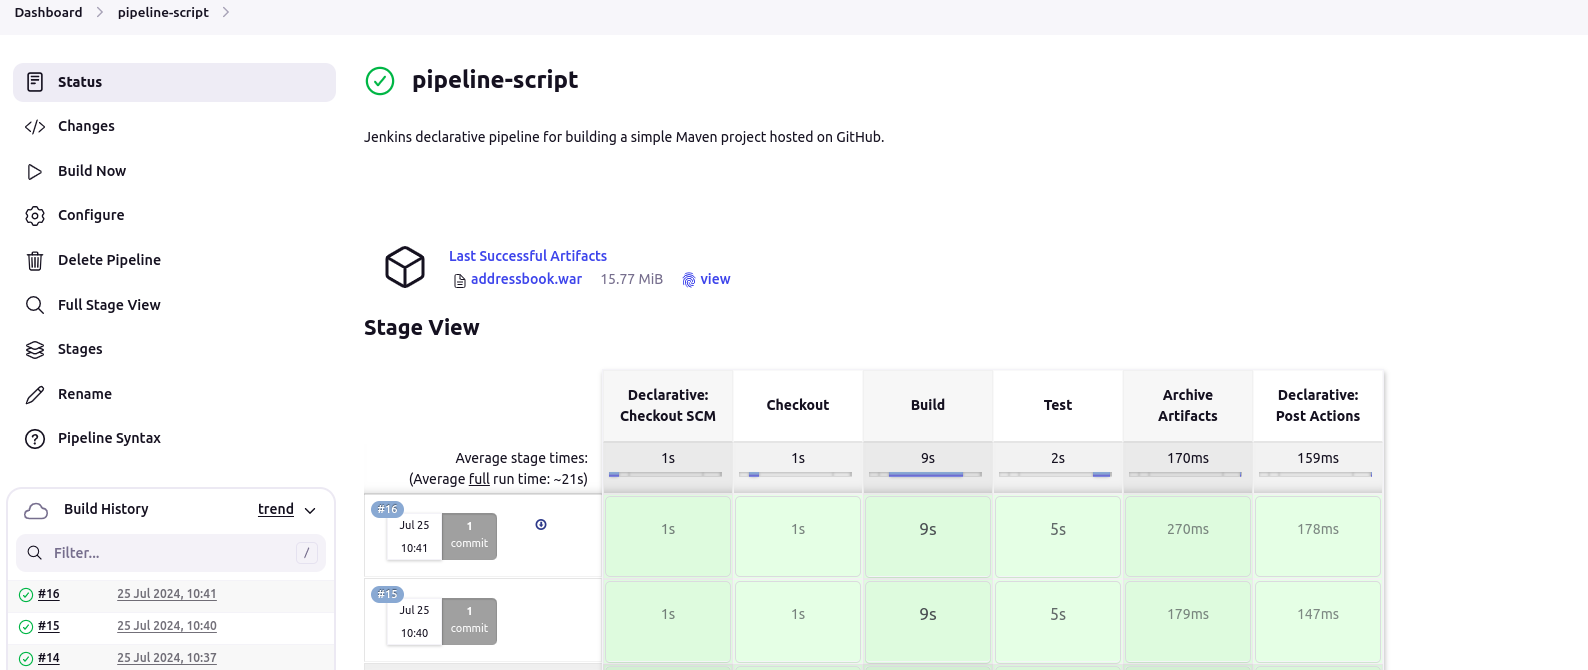 Dashboard > pipeline-script >
Status
Changes
Build Now
Configure
Delete Pipeline
Full Stage View
Stages
Rename
Pipeline Syntax
Build History trend
Filter... /
#16 25 Jul 2024, 10:41
#15 25 Jul 2024, 10:40
#14 25 Jul 2024, 10:37
pipeline-script
Jenkins declarative pipeline for building a simple Maven project hosted on GitHub.
Last Successful Artifacts
addressbook.war 15.77 MiB view
Stage View
Declarative: Checkout SCM
Checkout
Build
Test
Archive Artifacts
Declarative: Post Actions
Average stage times:
(Average full run time: ~21s)
1s 1s 9s 2s 170ms 159ms
#16
Jul 25
10:41
1
commit
1s 1s 9s 5s 270ms 178ms
#15
Jul 25
10:40
1
commit
1s 1s 9s 5s 179ms 147ms